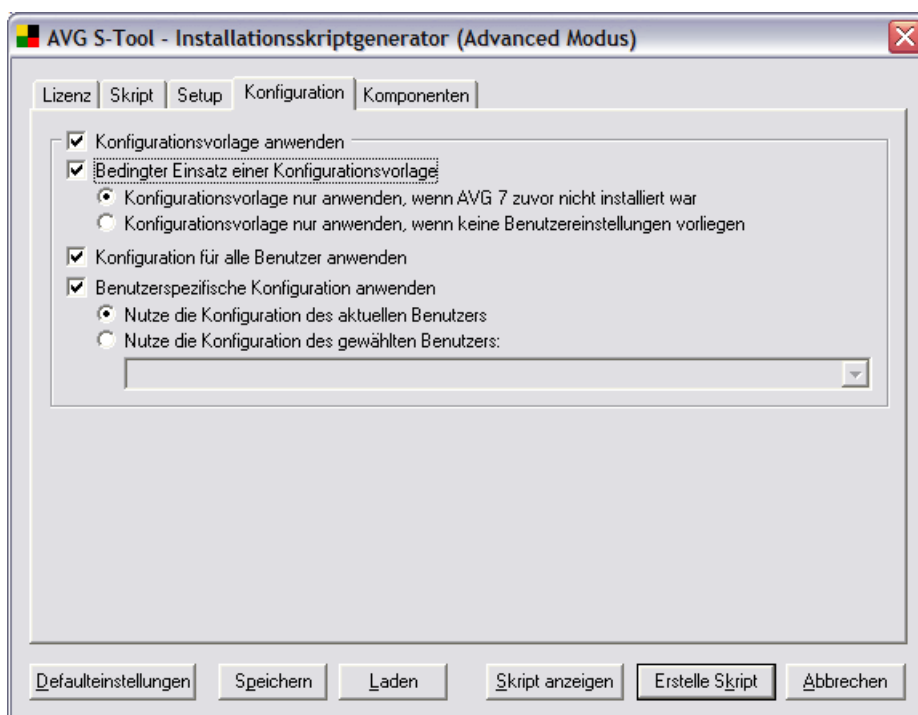 AVG S-Tool - Installationsskriptgenerator (Advanced Modus)
Lizenz Skript Setup Konfiguration Komponenten
Konfigurationsvorlage anwenden
Bedingter Einsatz einer Konfigurationsvorlage
Konfigurationsvorlage nur anwenden, wenn AVG 7 zuvor nicht installiert war
Konfigurationsvorlage nur anwenden, wenn keine Benutzereinstellungen vorliegen
Konfiguration für alle Benutzer anwenden
Benutzerspezifische Konfiguration anwenden
Nutze die Konfiguration des aktuellen Benutzers
Nutze die Konfiguration des gewählten Benutzers:
Defaulteinstellungen Speichern Laden Skript anzeigen Erstelle Skript Abbrechen